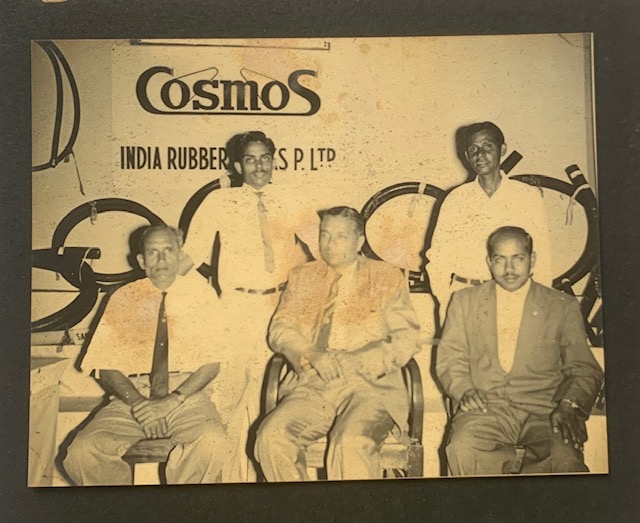 CosmoS
INDIA RUBBER P. LTD